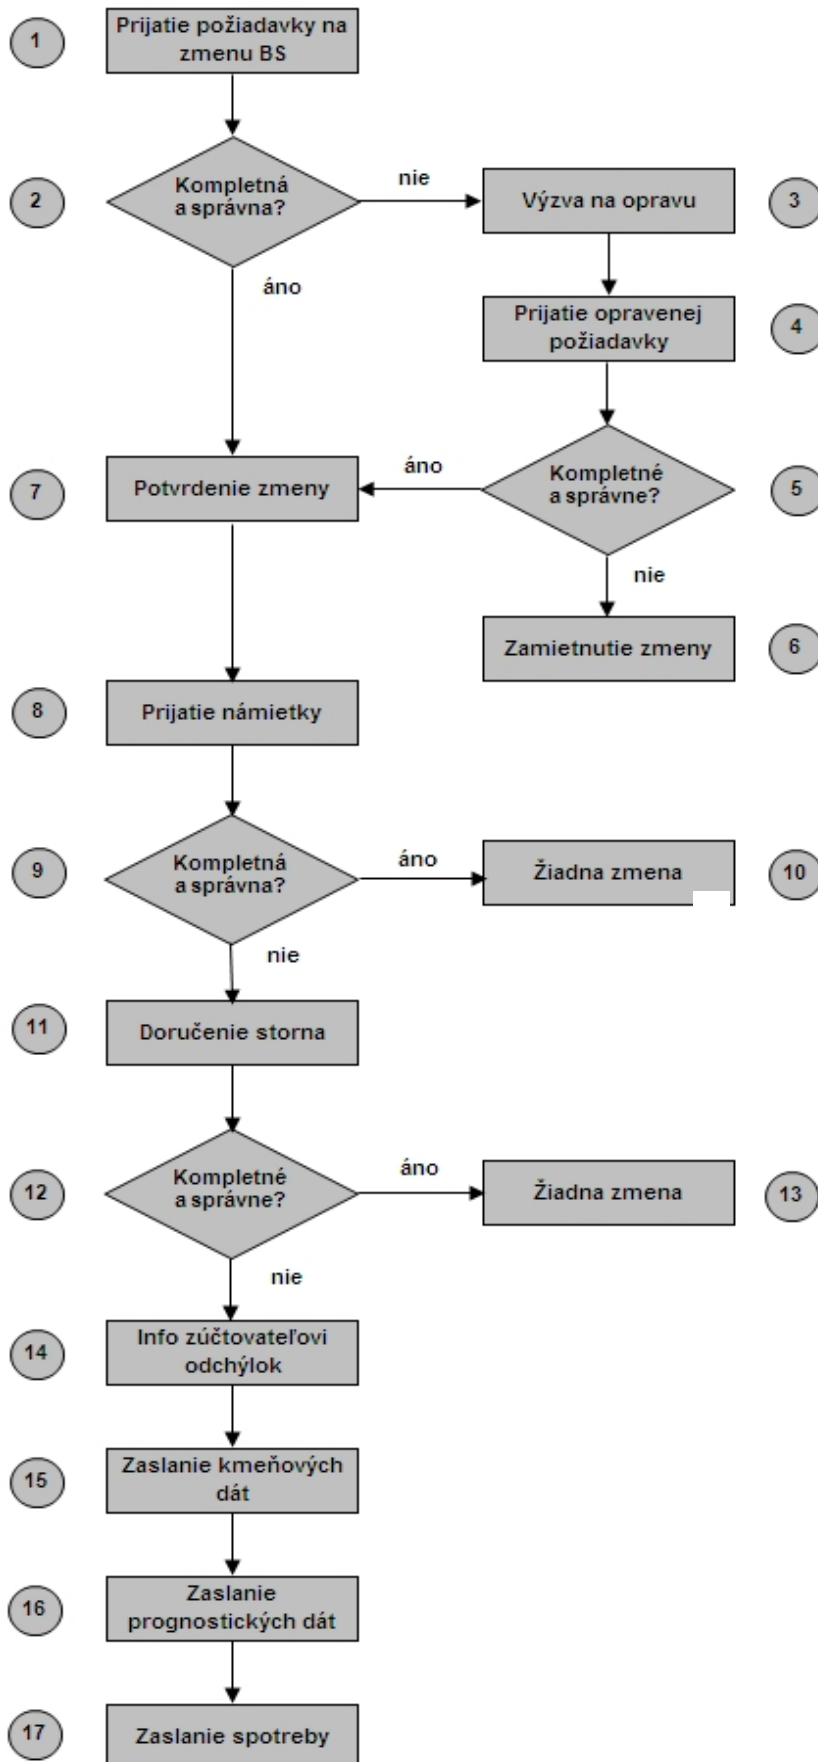 1
Prijatie požiadavky na
zmenu BS
2
Kompletná
a správna?
nie
Výzva na opravu
3
áno
Prijatie opravenej
požiadavky
4
7
Potvrdenie zmeny
áno
Kompletné
a správne?
5
nie
Zamietnutie zmeny
6
8
Prijatie námietky
9
Kompletná
a správna?
áno
Žiadna zmena
10
nie
11
Doručenie storna
12
Kompletné
a správne?
áno
Žiadna zmena
13
nie
14
Info zúčtovateľovi
odchýlok
15
Zaslanie kmeňových
dát
16
Zaslanie
prognostických dát
17
Zaslanie spotreby